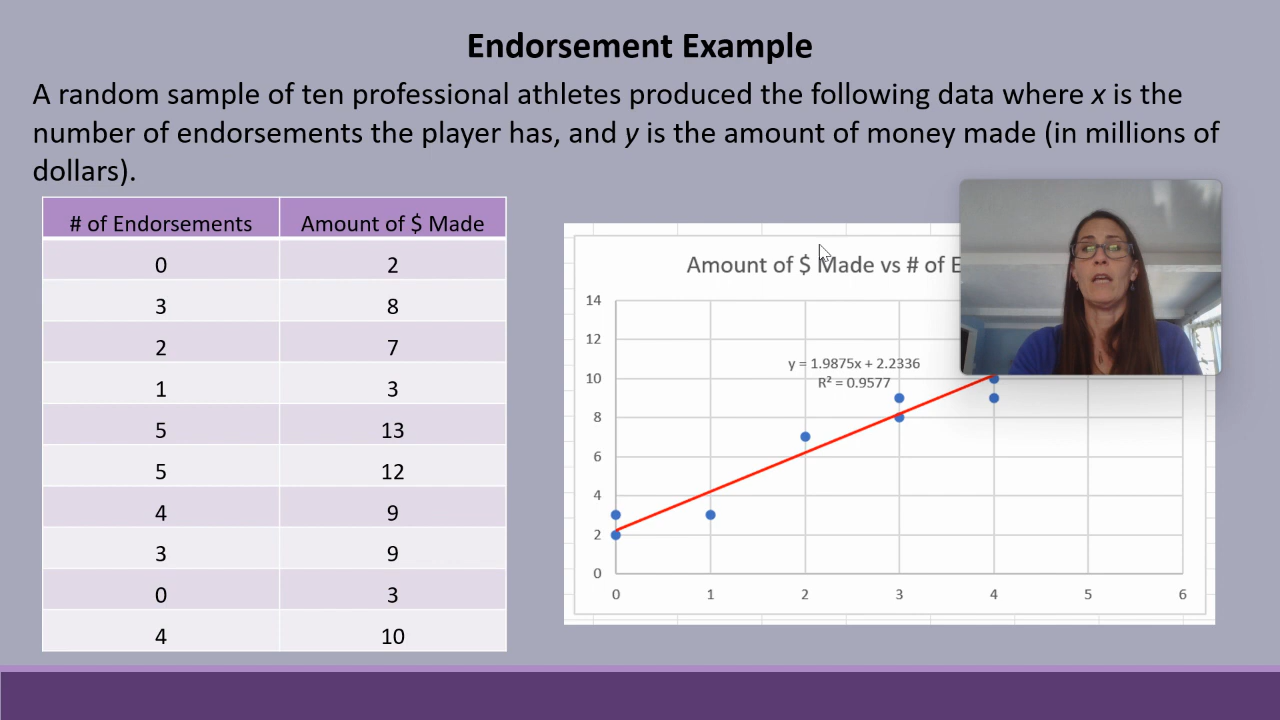 Endorsement Example
A random sample of ten professional athletes produced the following data where x is the
number of endorsements the player has, and y is the amount of money made (in millions of
dollars).
# of Endorsements Amount of $ Made
0 2
3 8
2 7
1 3
5 13
5 12
4 9
3 9
0 3
4 10
Amount of $ Made vs # of E
14
12
10
8
6
4
2
0
y = 1.9875x + 2.2336
R² = 0.9577
0 1 2 3 4 5 6